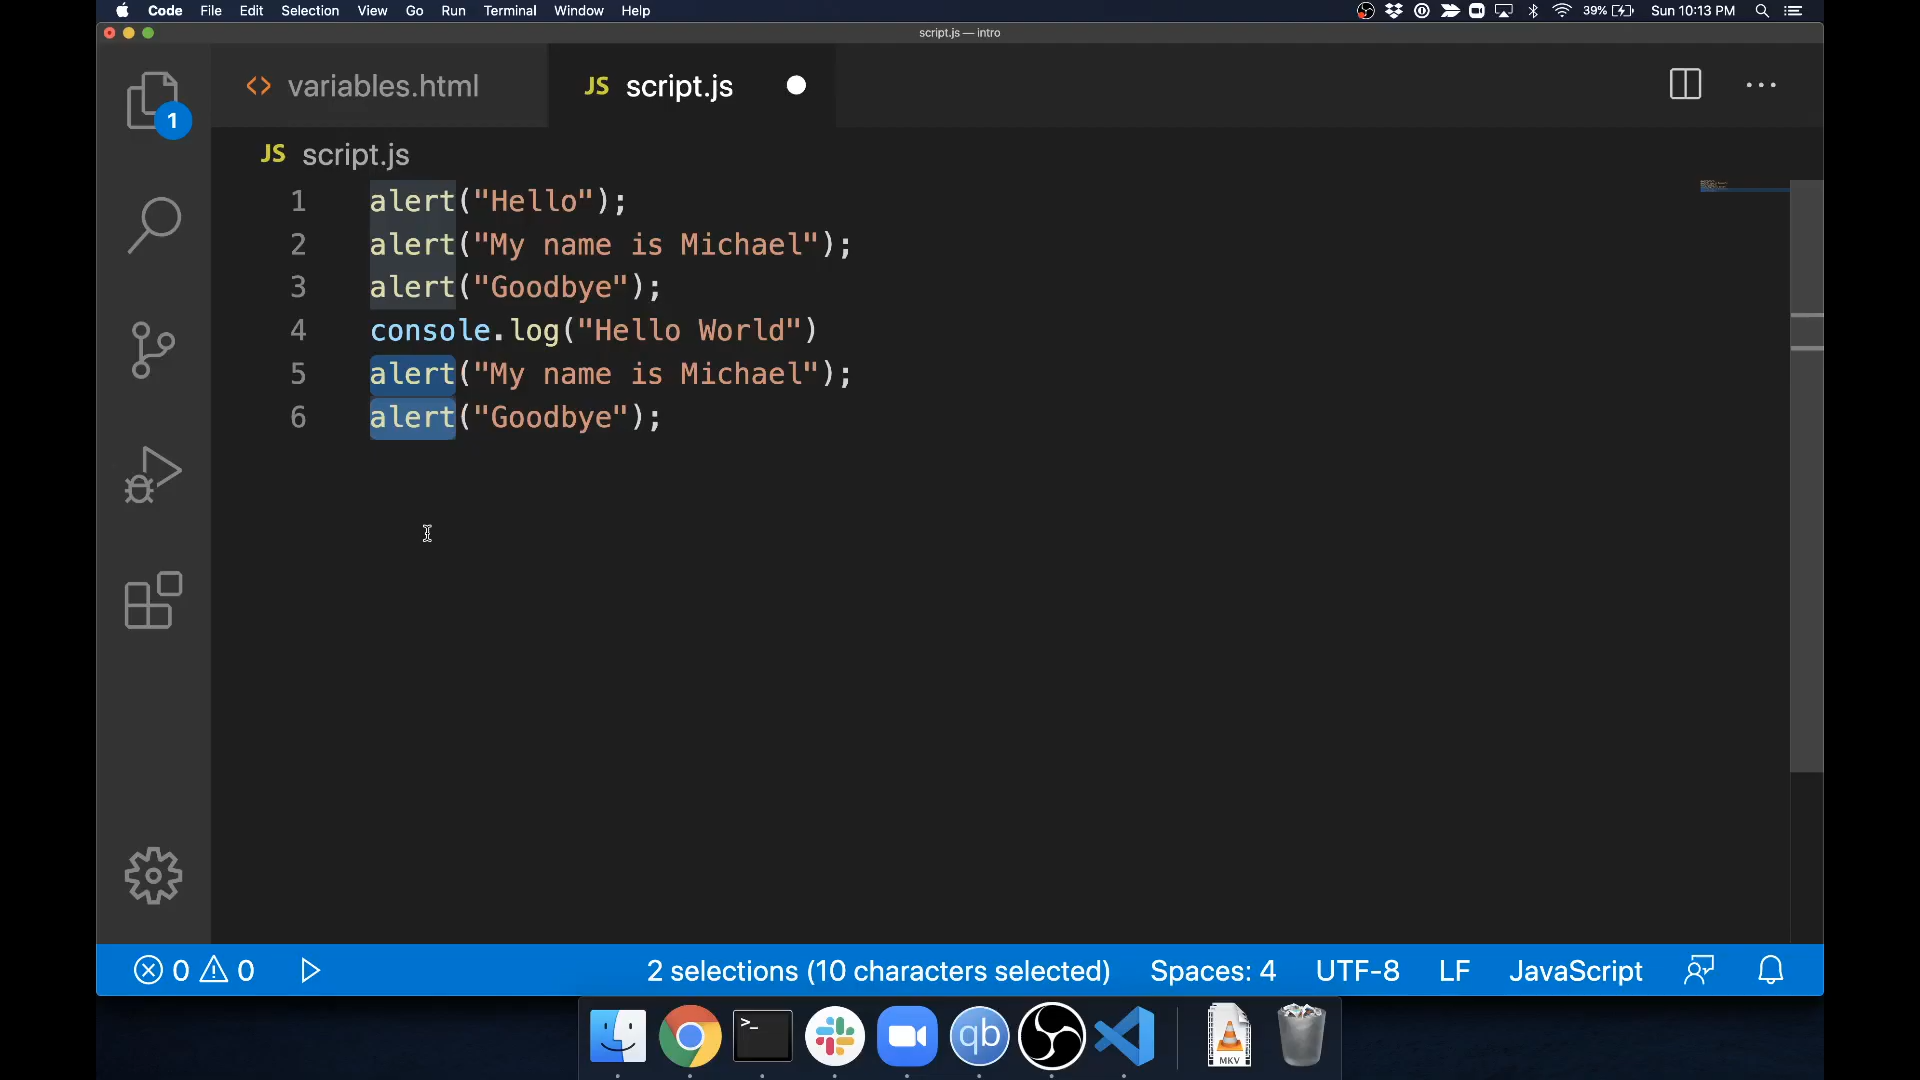 Code File Edit Selection View Go Run Terminal Window Help 39% Sun 10:13 PM
script.js — intro
<> variables.html JS script.js
1
JS script.js
1 alert("Hello");
2 alert("My name is Michael");
3 alert("Goodbye");
4 console.log("Hello World")
5 alert("My name is Michael");
6 alert("Goodbye");
0 0 2 selections (10 characters selected) Spaces: 4 UTF-8 LF JavaScript
>_ qb
MKV